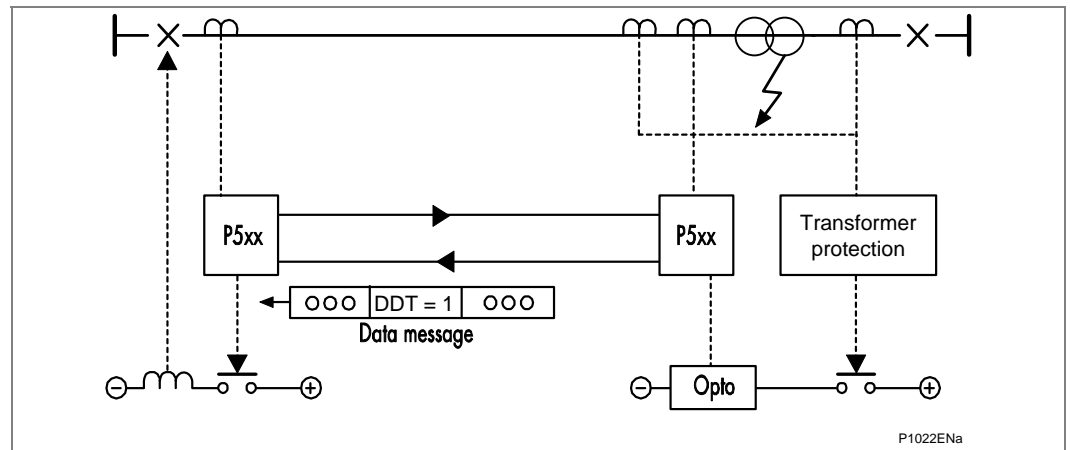 P5xx
P5xx
Transformer
protection
OOO DDT = 1 OOO
Data message
Opto
P1022ENa